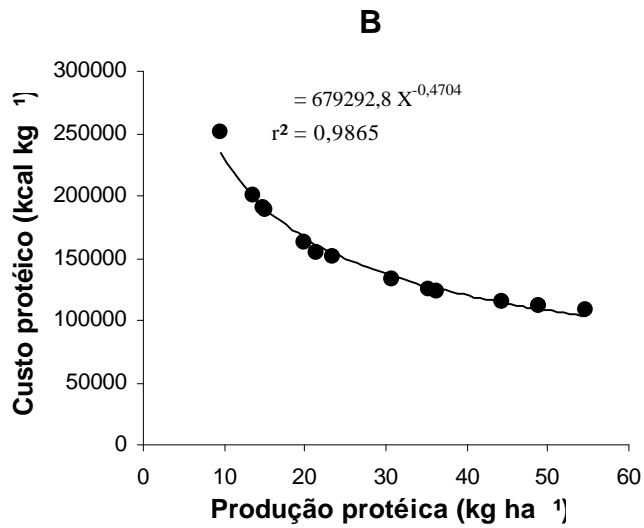 B
300000
= 679292,8 X-0,4704
r² = 0,9865
250000
200000
150000
100000
50000
0
0 10 20 30 40 50 60
Custo protéico (kcal kg ¹)
Produção protéica (kg ha ¹)